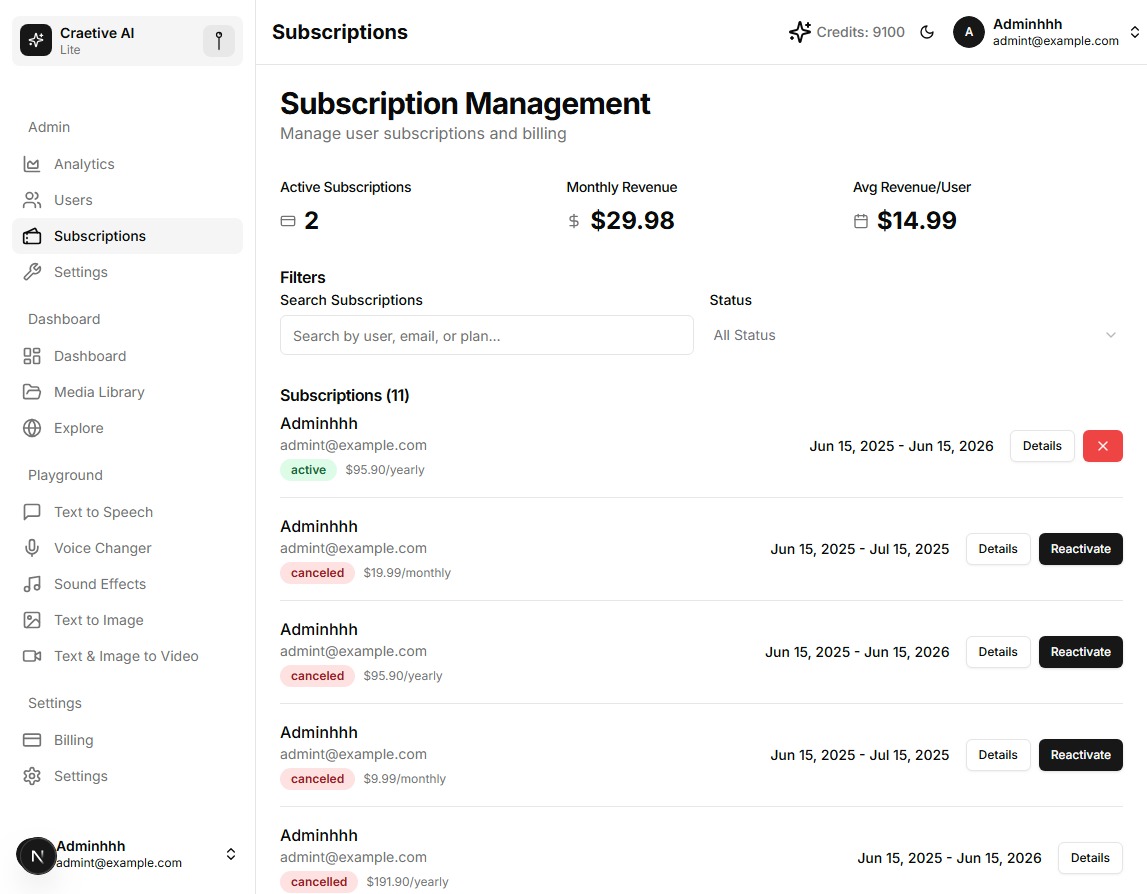 Craetive AI
Lite
Admin
Analytics
Users
Subscriptions
Settings
Dashboard
Dashboard
Media Library
Explore
Playground
Text to Speech
Voice Changer
Sound Effects
Text to Image
Text & Image to Video
Settings
Billing
Settings
N
Adminhhh
admint@example.com
Subscriptions
Credits: 9100
A
Adminhhh
admint@example.com
Subscription Management
Manage user subscriptions and billing
Active Subscriptions
2
Monthly Revenue
$ $29.98
Avg Revenue/User
$14.99
Filters
Search Subscriptions
Search by user, email, or plan...
Status
All Status
Subscriptions (11)
Adminhhh
admint@example.com
active $95.90/yearly
Jun 15, 2025 - Jun 15, 2026 Details
Adminhhh
admint@example.com
canceled $19.99/monthly
Jun 15, 2025 - Jul 15, 2025 Details Reactivate
Adminhhh
admint@example.com
canceled $95.90/yearly
Jun 15, 2025 - Jun 15, 2026 Details Reactivate
Adminhhh
admint@example.com
canceled $9.99/monthly
Jun 15, 2025 - Jul 15, 2025 Details Reactivate
Adminhhh
admint@example.com
cancelled $191.90/yearly
Jun 15, 2025 - Jun 15, 2026 Details